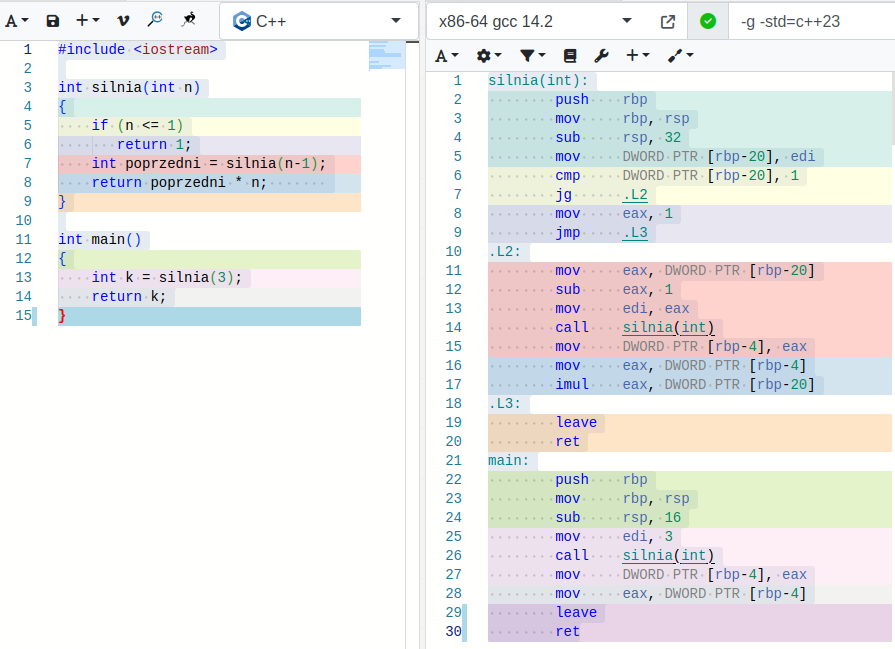 A
+
C++
1 #include <iostream>
2
3 int silnia(int n)
4 {
5     if (n <= 1)
6         return 1;
7     int poprzedni = silnia(n-1);
8     return poprzedni * n;
9 }
10
11 int main()
12 {
13     int k = silnia(3);
14     return k;
15 }
x86-64 gcc 14.2
-g -std=c++23
A
+
1 silnia(int):
2         push    rbp
3         mov     rbp, rsp
4         sub     rsp, 32
5         mov     DWORD PTR [rbp-20], edi
6         cmp     DWORD PTR [rbp-20], 1
7         jg      .L2
8         mov     eax, 1
9         jmp     .L3
10 .L2:
11         mov     eax, DWORD PTR [rbp-20]
12         sub     eax, 1
13         mov     edi, eax
14         call    silnia(int)
15         mov     DWORD PTR [rbp-4], eax
16         mov     eax, DWORD PTR [rbp-4]
17         imul    eax, DWORD PTR [rbp-20]
18 .L3:
19         leave
20         ret
21 main:
22         push    rbp
23         mov     rbp, rsp
24         sub     rsp, 16
25         mov     edi, 3
26         call    silnia(int)
27         mov     DWORD PTR [rbp-4], eax
28         mov     eax, DWORD PTR [rbp-4]
29         leave
30         ret